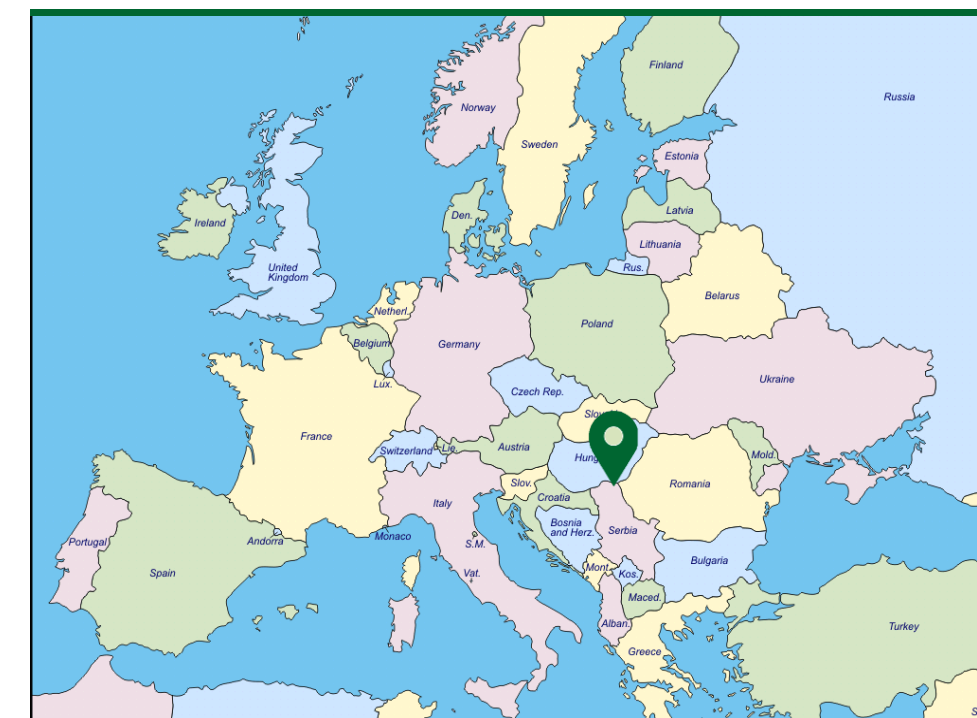 Finland
Russia
Norway
Sweden
Estonia
Den.
Latvia
Ireland
Lithuania
United
Kingdom
Rus.
Belarus
Netherl.
Poland
Belgium
Germany
Ukraine
Lux.
Czech Rep.
France
Switzerland
Lie.
Austria
Mold.
Slov.
Romania
Italy
Croatia
Bosnia
and Herz.
Serbia
Monaco
Andorra
Portugal
S.M.
Bulgaria
Spain
Vat.
Mont.
Kos.
Maced.
Alban.
Turkey
Greece